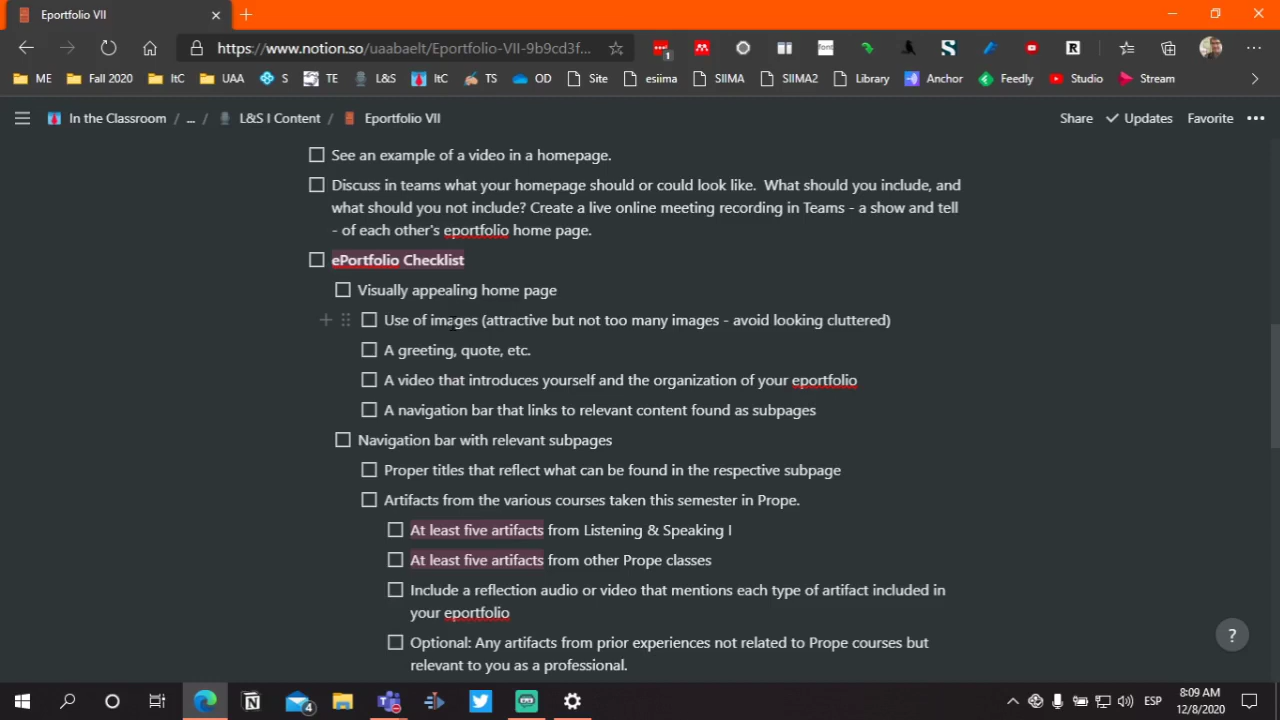 Eportfolio VII
https://www.notion.so/uaabaelt/Eportfolio-VII-9b9cd3f...
1
font
R
ME
Fall 2020
ItC
UAA
S
TE
L&S
ItC
TS
OD
Site
esiima
SIIMA
SIIMA2
Library
Anchor
Feedly
Studio
Stream
In the Classroom / ... / L&S I Content / Eportfolio VII
Share
Updates
Favorite
See an example of a video in a homepage.
Discuss in teams what your homepage should or could look like. What should you include, and
what should you not include? Create a live online meeting recording in Teams - a show and tell
- of each other's eportfolio home page.
ePortfolio Checklist
Visually appealing home page
Use of images (attractive but not too many images - avoid looking cluttered)
A greeting, quote, etc.
A video that introduces yourself and the organization of your eportfolio
A navigation bar that links to relevant content found as subpages
Navigation bar with relevant subpages
Proper titles that reflect what can be found in the respective subpage
Artifacts from the various courses taken this semester in Prope.
At least five artifacts from Listening & Speaking I
At least five artifacts from other Prope classes
Include a reflection audio or video that mentions each type of artifact included in
your eportfolio
Optional: Any artifacts from prior experiences not related to Prope courses but
relevant to you as a professional.
?
4
ESP
8:09 AM
12/8/2020